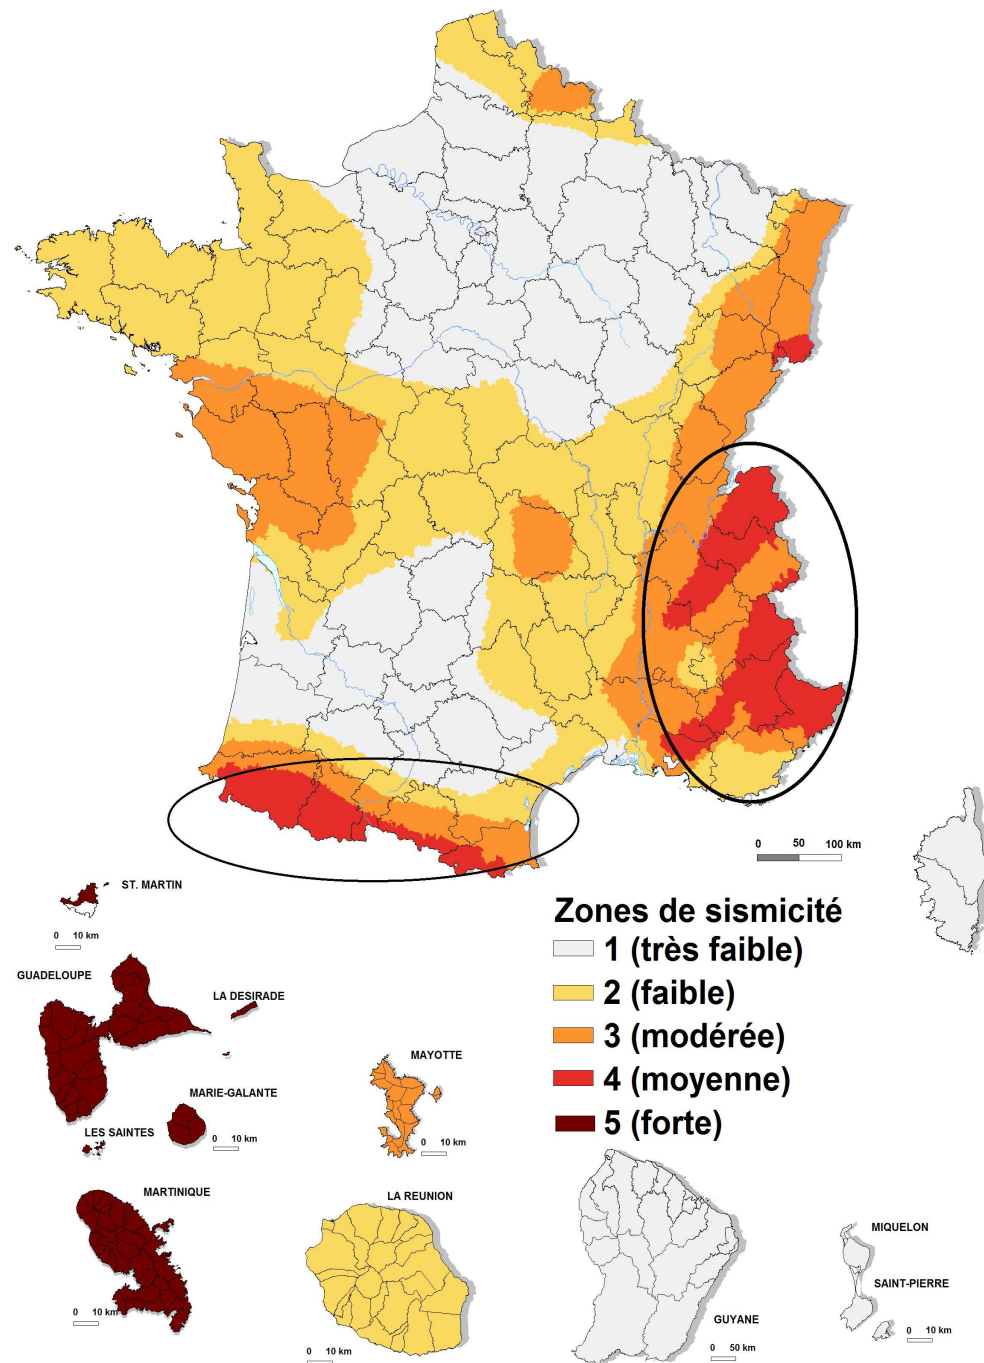 0 50 100 km
ST. MARTIN
0 10 km
Zones de sismicité
1 (très faible)
2 (faible)
3 (modérée)
4 (moyenne)
5 (forte)
GUADELOUPE
LA DESIRADE
MARIE-GALANTE
0 10 km
LES SAINTES
MAYOTTE
0 10 km
MARTINIQUE
0 10 km
LA REUNION
0 10 km
GUYANE
0 50 km
MIQUELON
SAINT-PIERRE
0 10 km